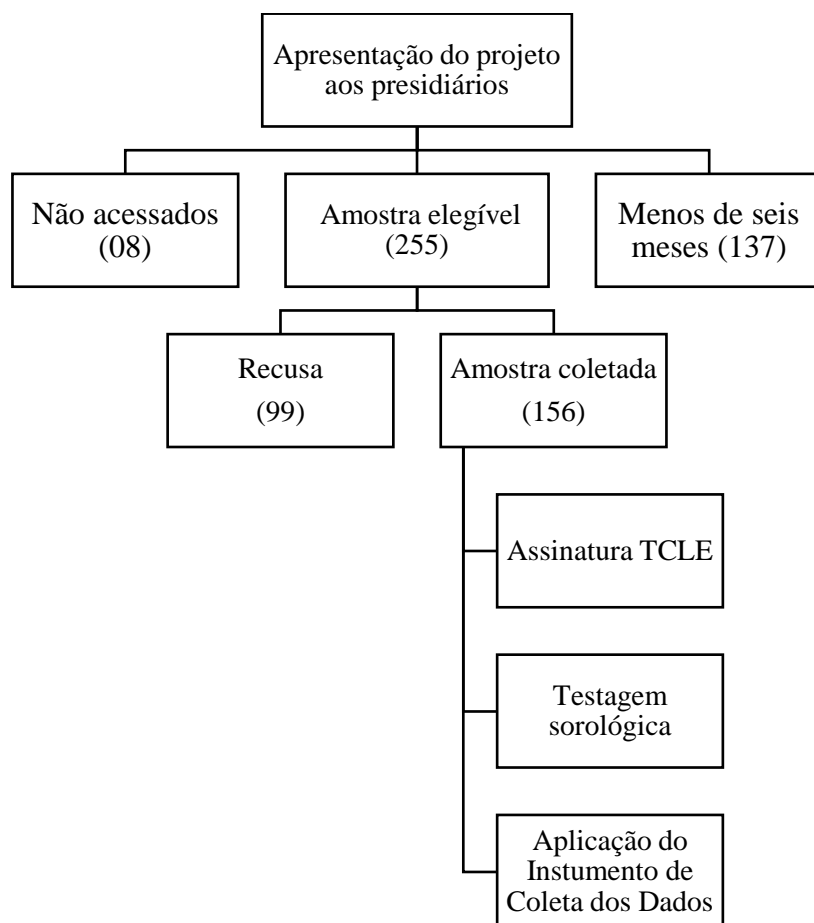 Apresentação do projeto
aos presidiários
Não acessados
(08)
Amostra elegível
(255)
Menos de seis
meses (137)
Recusa
(99)
Amostra coletada
(156)
Assinatura TCLE
Testagem
sorológica
Aplicação do
Instumento de
Coleta dos Dados